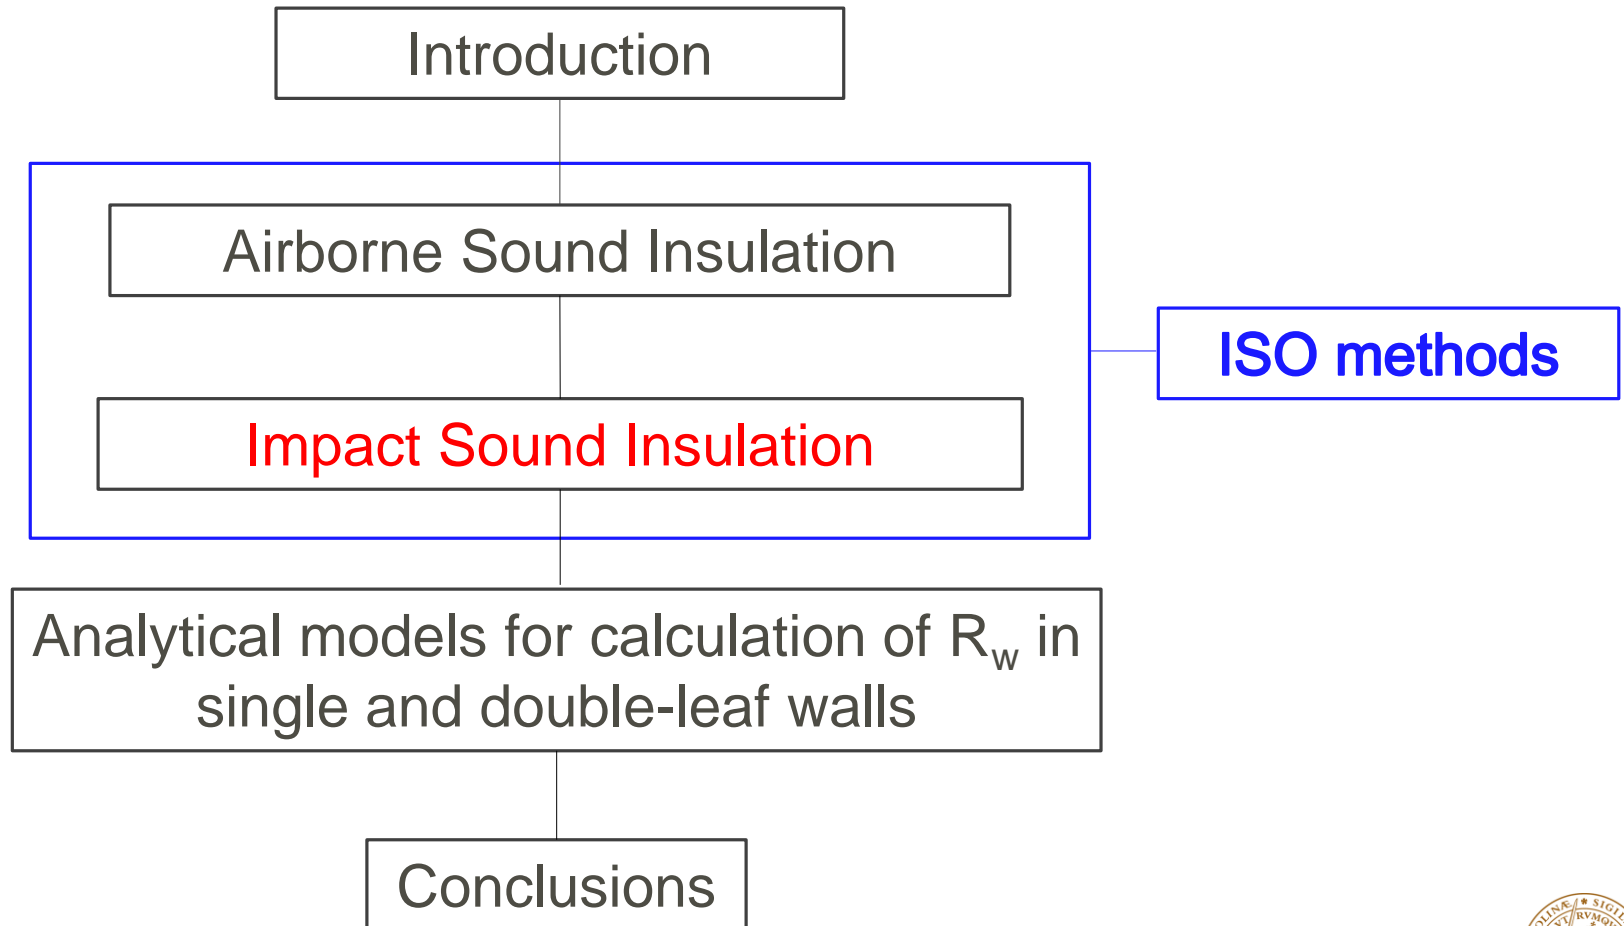 Introduction
Airborne Sound Insulation
ISO methods
Impact Sound Insulation
Analytical models for calculation of Rw in
single and double-leaf walls
Conclusions